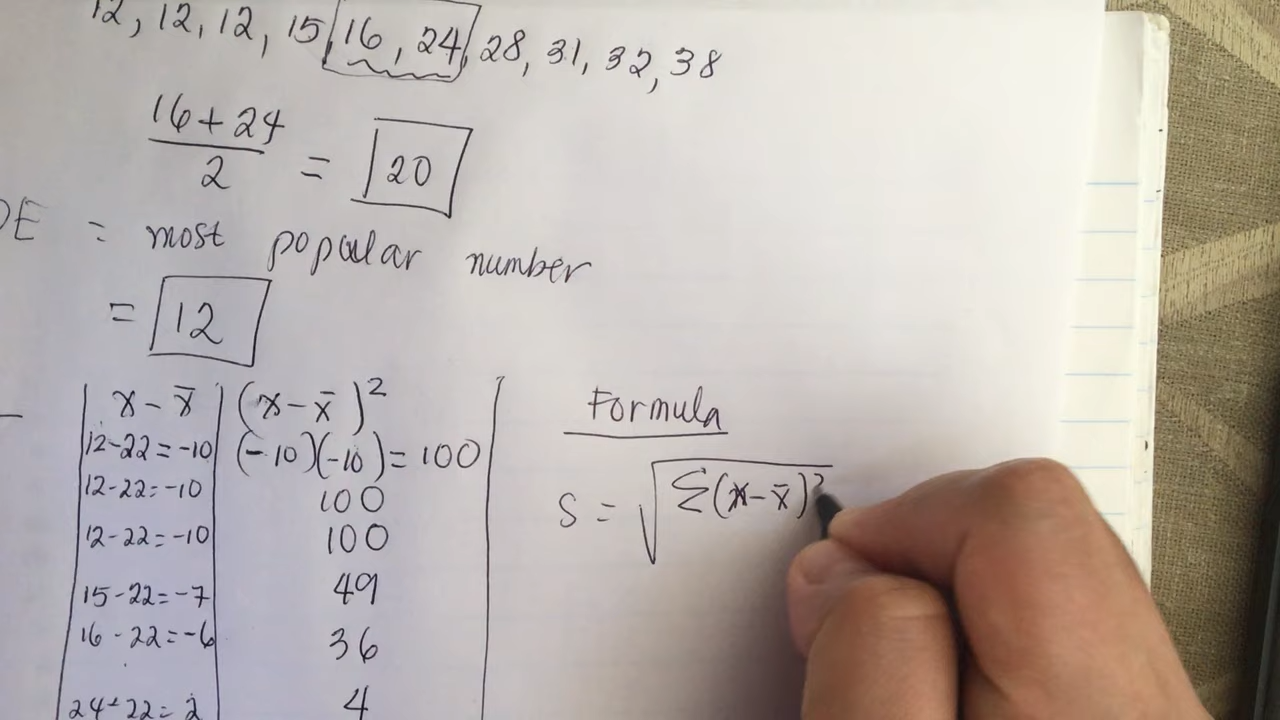 12, 12, 12, 15, 16, 24, 28, 31, 32, 38
16+24
2
= 20
DE = most popular number
= 12
x - x̄ (x - x̄)²
12-22=-10 (-10)(-10)=100
12-22=-10 100
12-22=-10 100
15-22=-7 49
16-22=-6 36
24-22=2 4
Formula
S = √Σ(x-x̄)²